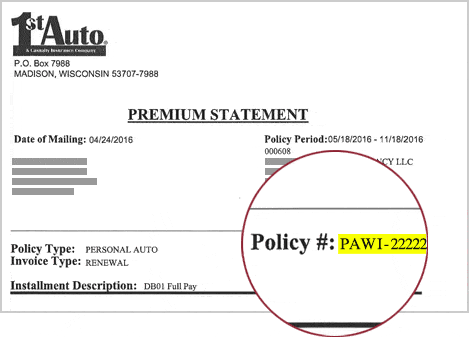 1st Auto®
& Casualty Insurance Company
P.O. Box 7988
MADISON, WISCONSIN 53707-7988
PREMIUM STATEMENT
Date of Mailing: 04/24/2016
Policy Period: 05/18/2016 - 11/18/2016
000608
NCY LLC
Policy #: PAWI-22222
Policy Type: PERSONAL AUTO
Invoice Type: RENEWAL
Installment Description: DB01 Full Pay